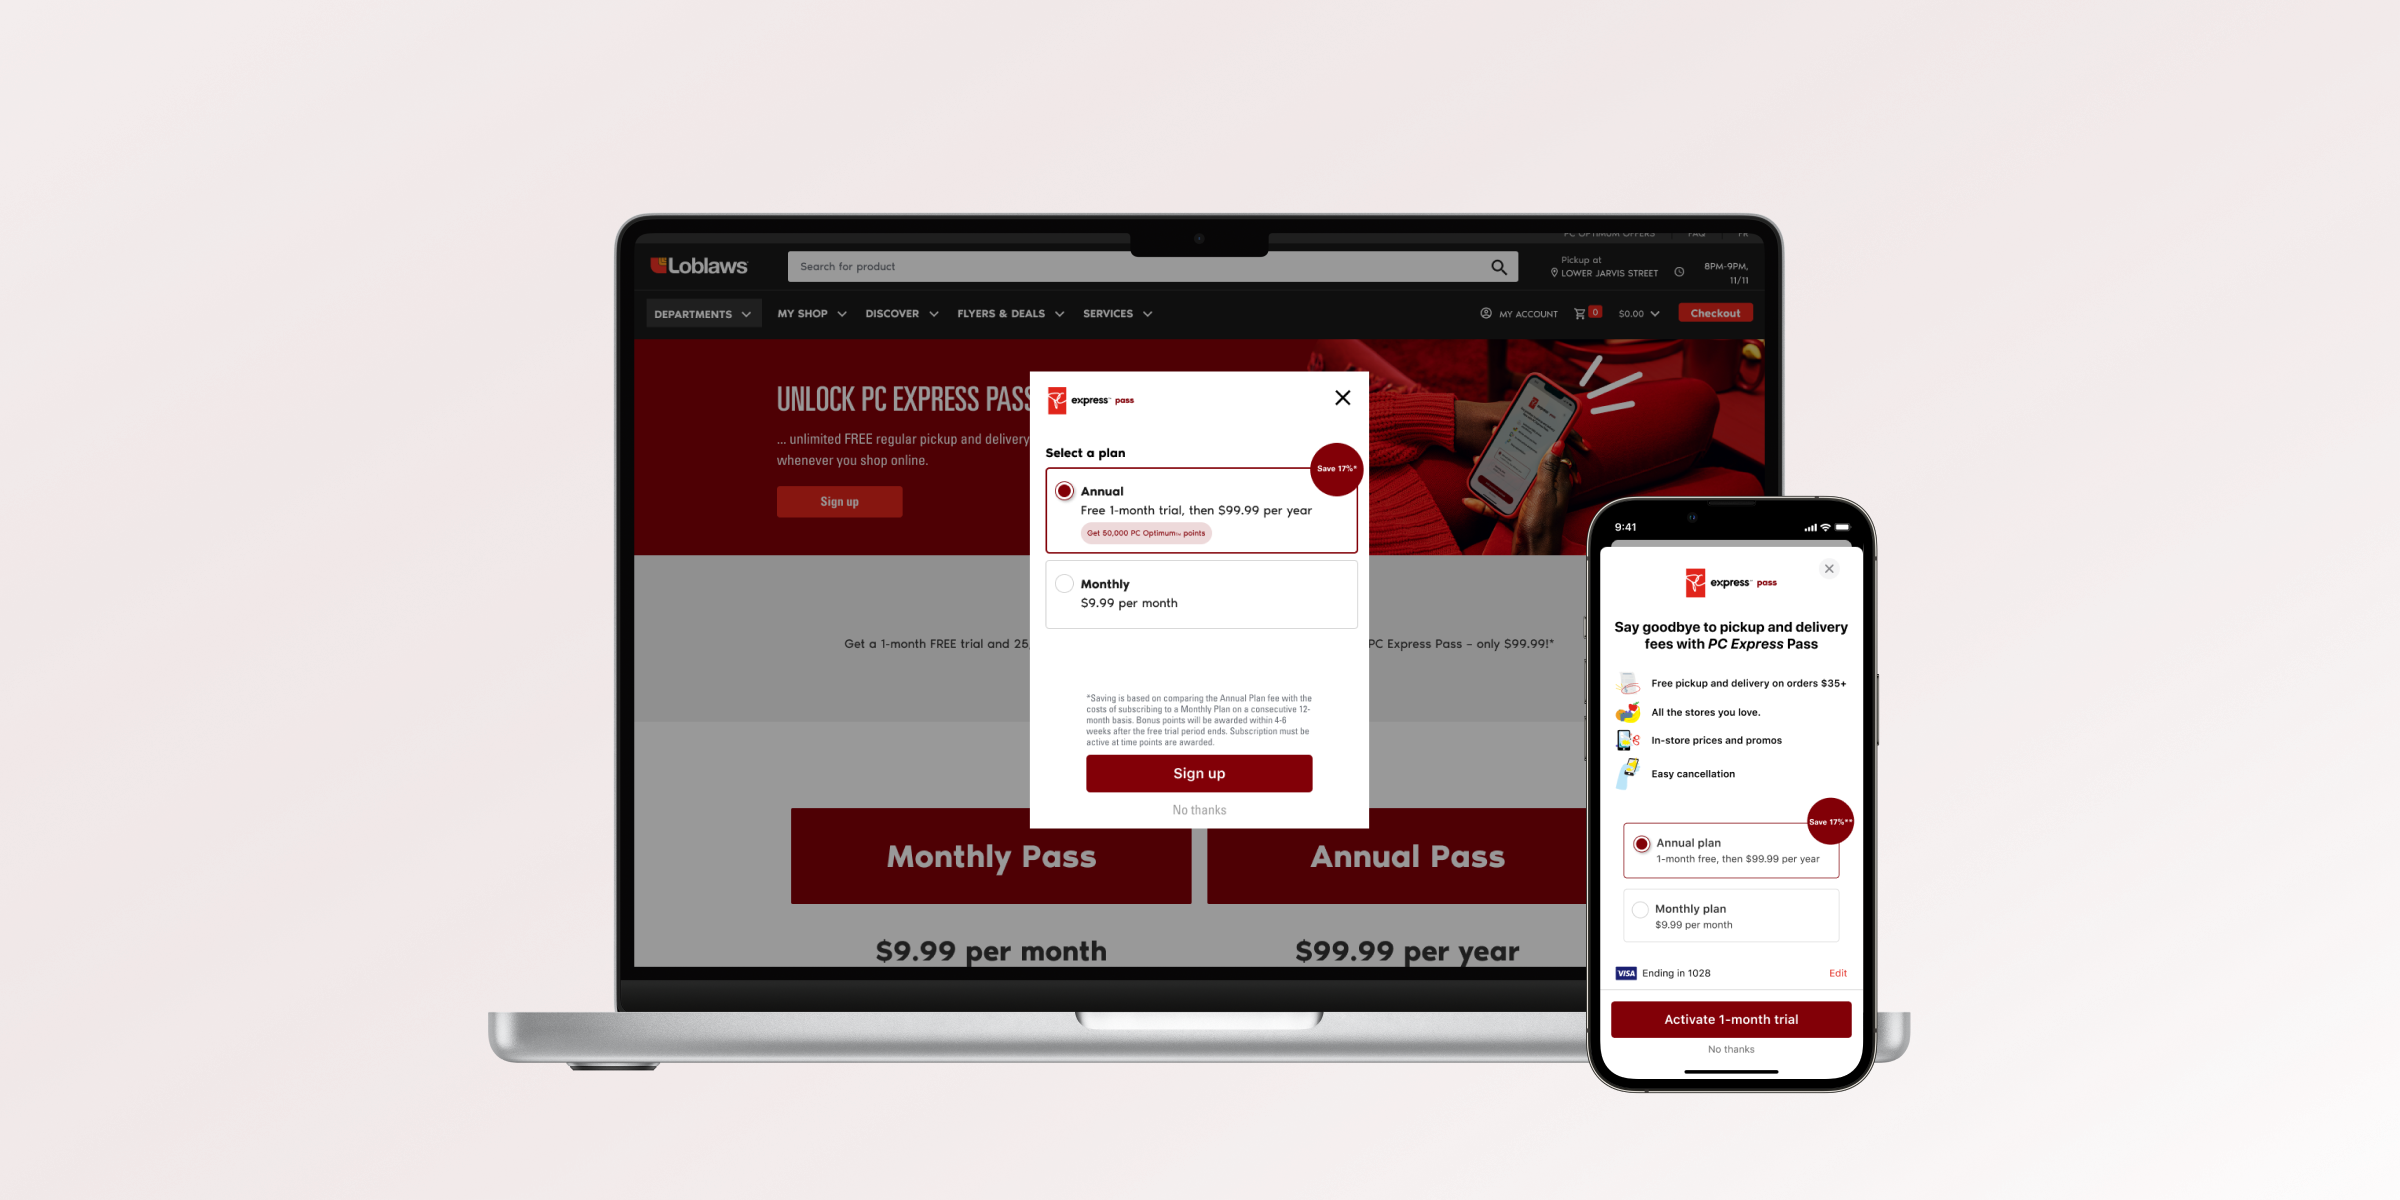 PC OPTIMUM OFFERS FAQ FR
Loblaws
Search for product
Pickup at
LOWER JARVIS STREET
8PM-9PM,
11/11
DEPARTMENTS MY SHOP DISCOVER FLYERS & DEALS SERVICES
MY ACCOUNT 0 $0.00 Checkout
UNLOCK PC EXPRESS PASS
... unlimited FREE regular pickup and delivery
whenever you shop online.
Sign up
Get a 1-month FREE trial and 25,
PC Express Pass – only $99.99!*
Monthly Pass
$9.99 per month
Annual Pass
$99.99 per year
express™ pass
Select a plan
Save 17%*
Annual
Free 1-month trial, then $99.99 per year
Get 50,000 PC Optimum™ points
Monthly
$9.99 per month
*Saving is based on comparing the Annual Plan fee with the
costs of subscribing to a Monthly Plan on a consecutive 12-
month basis. Bonus points will be awarded within 4-6
weeks after the free trial period ends. Subscription must be
active at time points are awarded.
Sign up
No thanks
9:41
express™ pass
Say goodbye to pickup and delivery
fees with PC Express Pass
Free pickup and delivery on orders $35+
All the stores you love.
In-store prices and promos
Easy cancellation
Save 17%**
Annual plan
1-month free, then $99.99 per year
Monthly plan
$9.99 per month
VISA Ending in 1028 Edit
Activate 1-month trial
No thanks